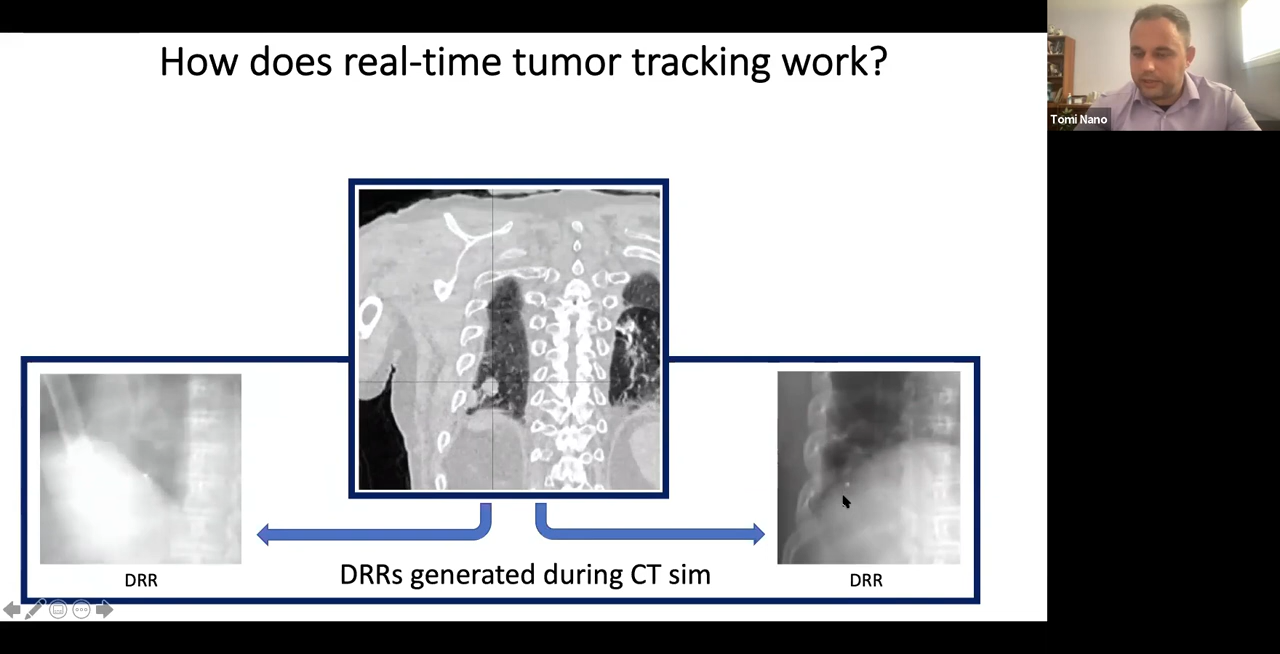 How does real-time tumor tracking work?
Tomi Nano
DRR
DRRs generated during CT sim
DRR